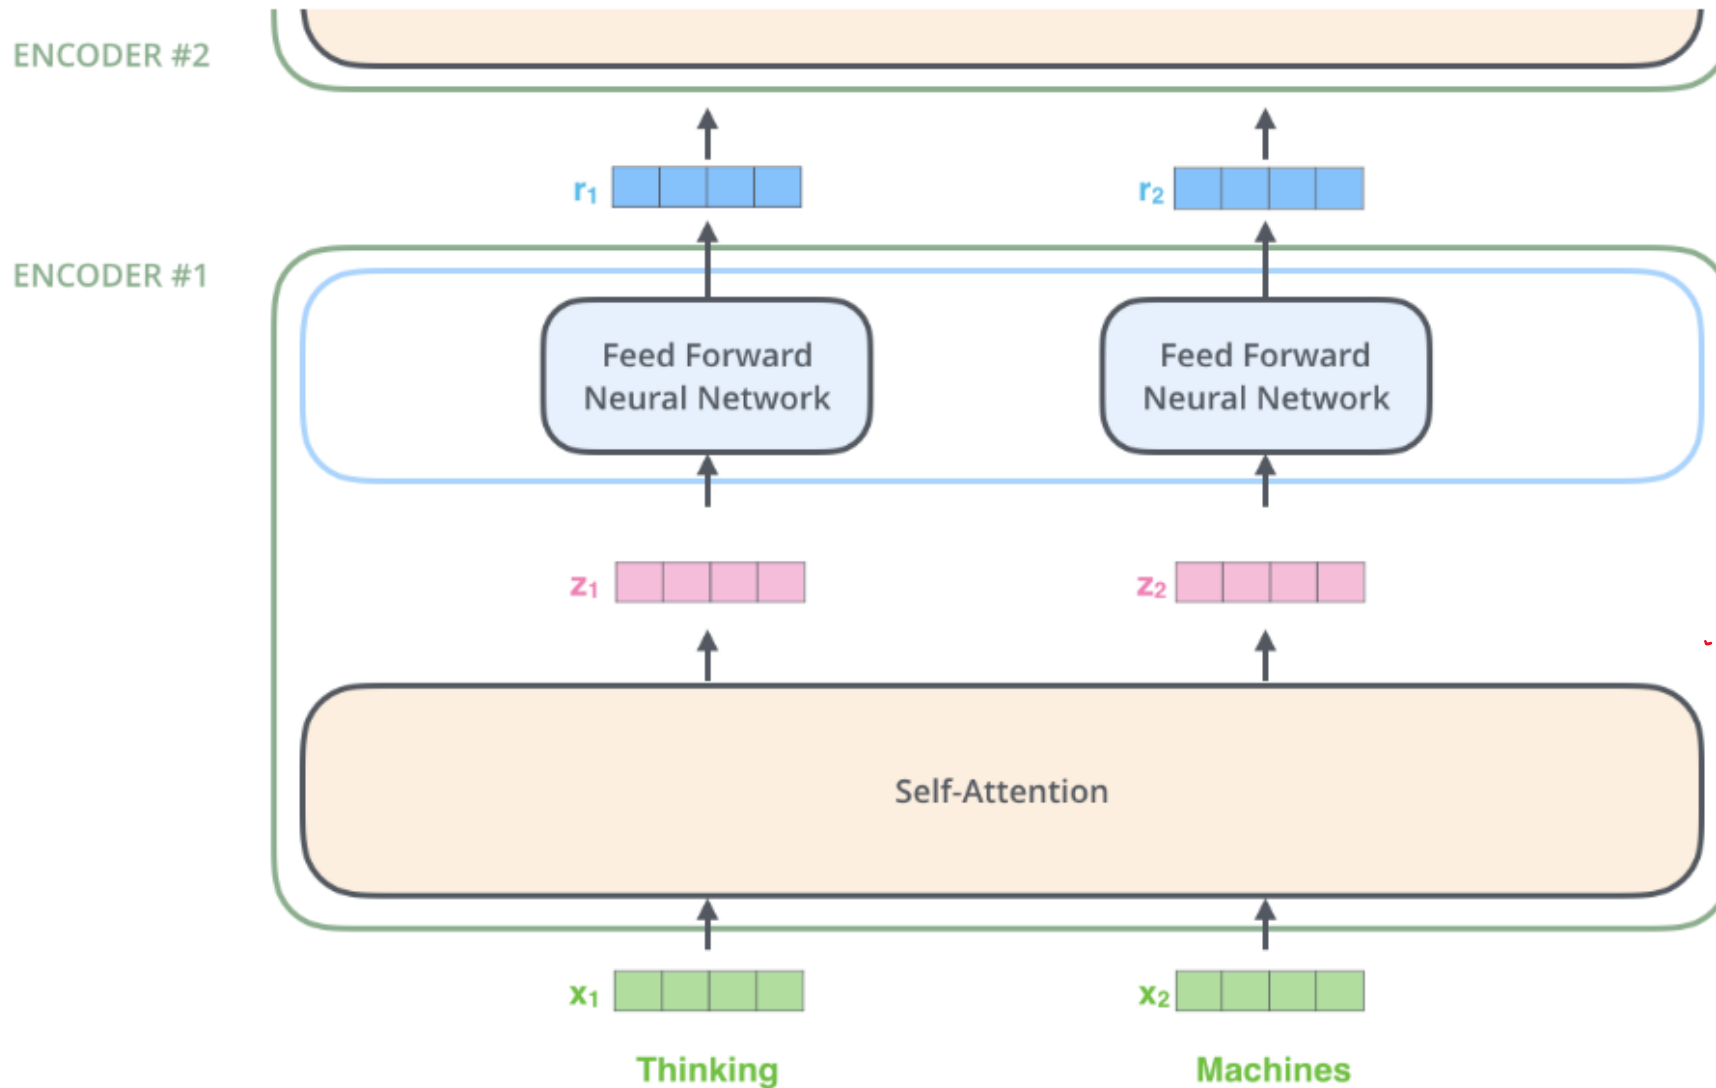 ENCODER #2
r₁
r₂
ENCODER #1
Feed Forward
Neural Network
Feed Forward
Neural Network
z₁
z₂
Self-Attention
x₁
x₂
Thinking
Machines